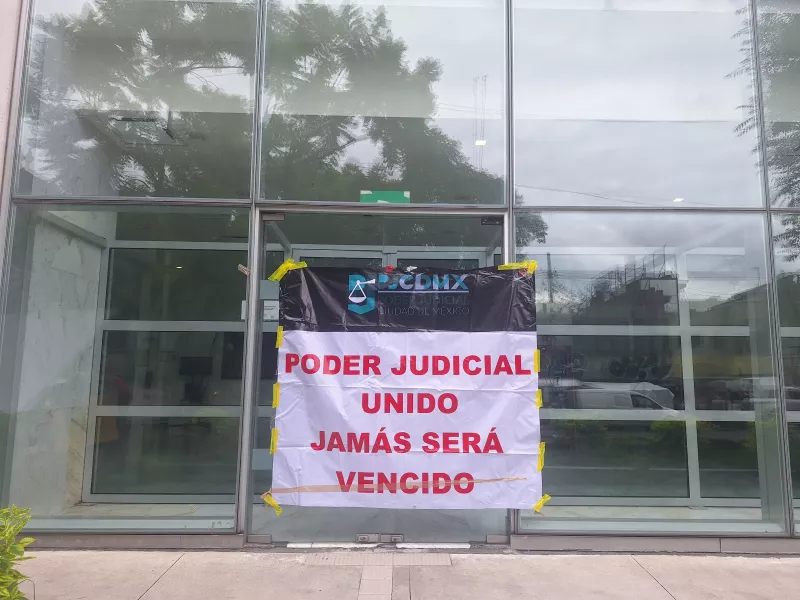 PJCDMX
PODER JUDICIAL
CIUDAD DE MÉXICO
PODER JUDICIAL
UNIDO
JAMÁS SERÁ
VENCIDO